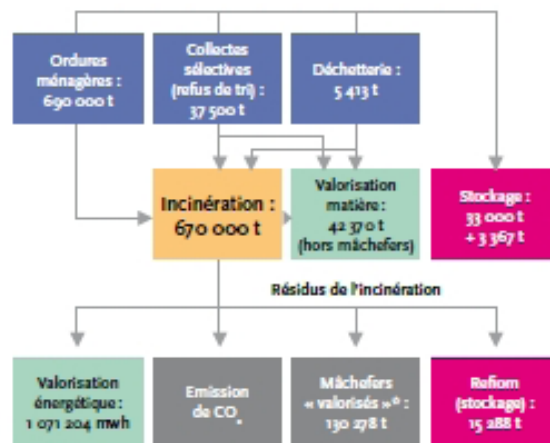 Ordures
ménagères :
690 000 t
Collectes
sélectives
(refus de tri) :
37 500 t
Déchetterie :
5 413 t
Incinération :
670 000 t
Valorisation
matière :
42 370 t
(hors mâchefers)
Stockage :
33 000 t
+ 3 367 t
Résidus de l'incinération
Valorisation
énergétique :
1 071 204 mwh
Emission
de CO
Mâchefers
« valorisés »* :
130 278 t
Refiom
(stockage) :
15 288 t